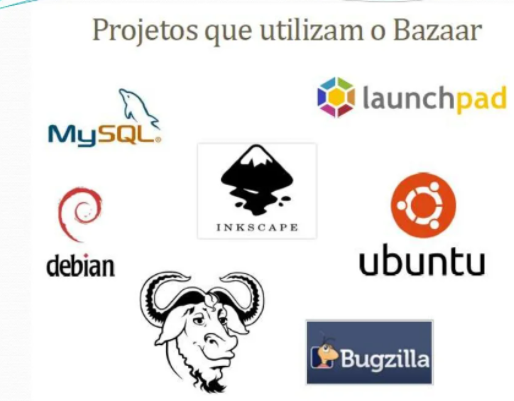 Projetos que utilizam o Bazaar
launchpad
MySQL
INKSCAPE
debian
ubuntu
Bugzilla